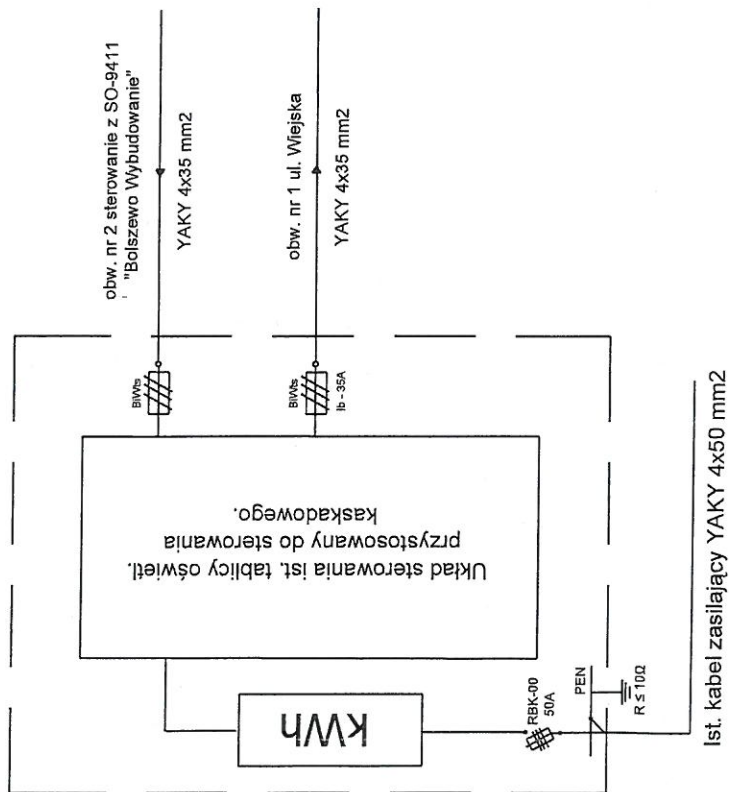 obw. nr 2 sterowanie z SO-9411
"Bolszewo Wybudowanie"
YAKY 4x35 mm2
obw. nr 1 ul. Wiejska
YAKY 4x35 mm2
BiWts
BiWts
Ib - 35A
Układ sterowania ist. tablicy oświetl.
przystosowany do sterowania
kaskadowego.
kWh
RBK-00
50A
PEN
R ≤ 10Ω
Ist. kabel zasilający YAKY 4x50 mm2